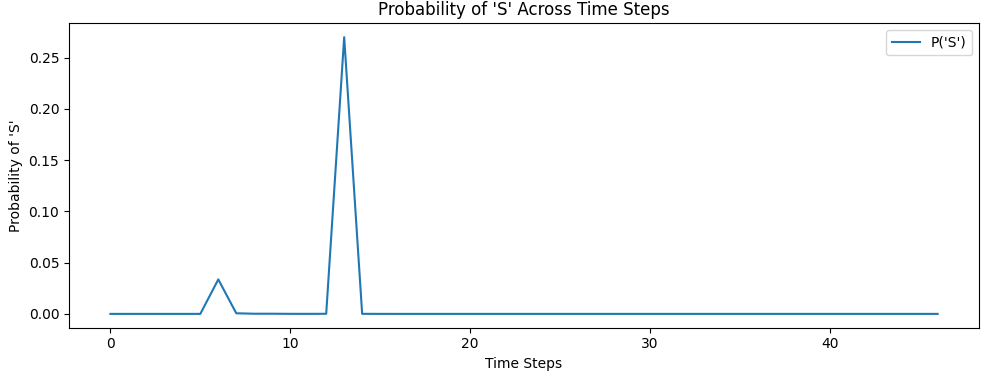 Probability of 'S' Across Time Steps
P('S')
Probability of 'S'
0.25
0.20
0.15
0.10
0.05
0.00
0 10 20 30 40
Time Steps